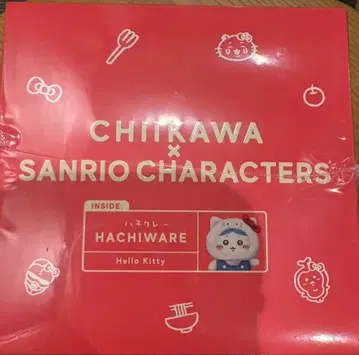 CHIIKAWA
×
SANRIO CHARACTERS
INSIDE:
ハチワレ
HACHIWARE
Hello Kitty